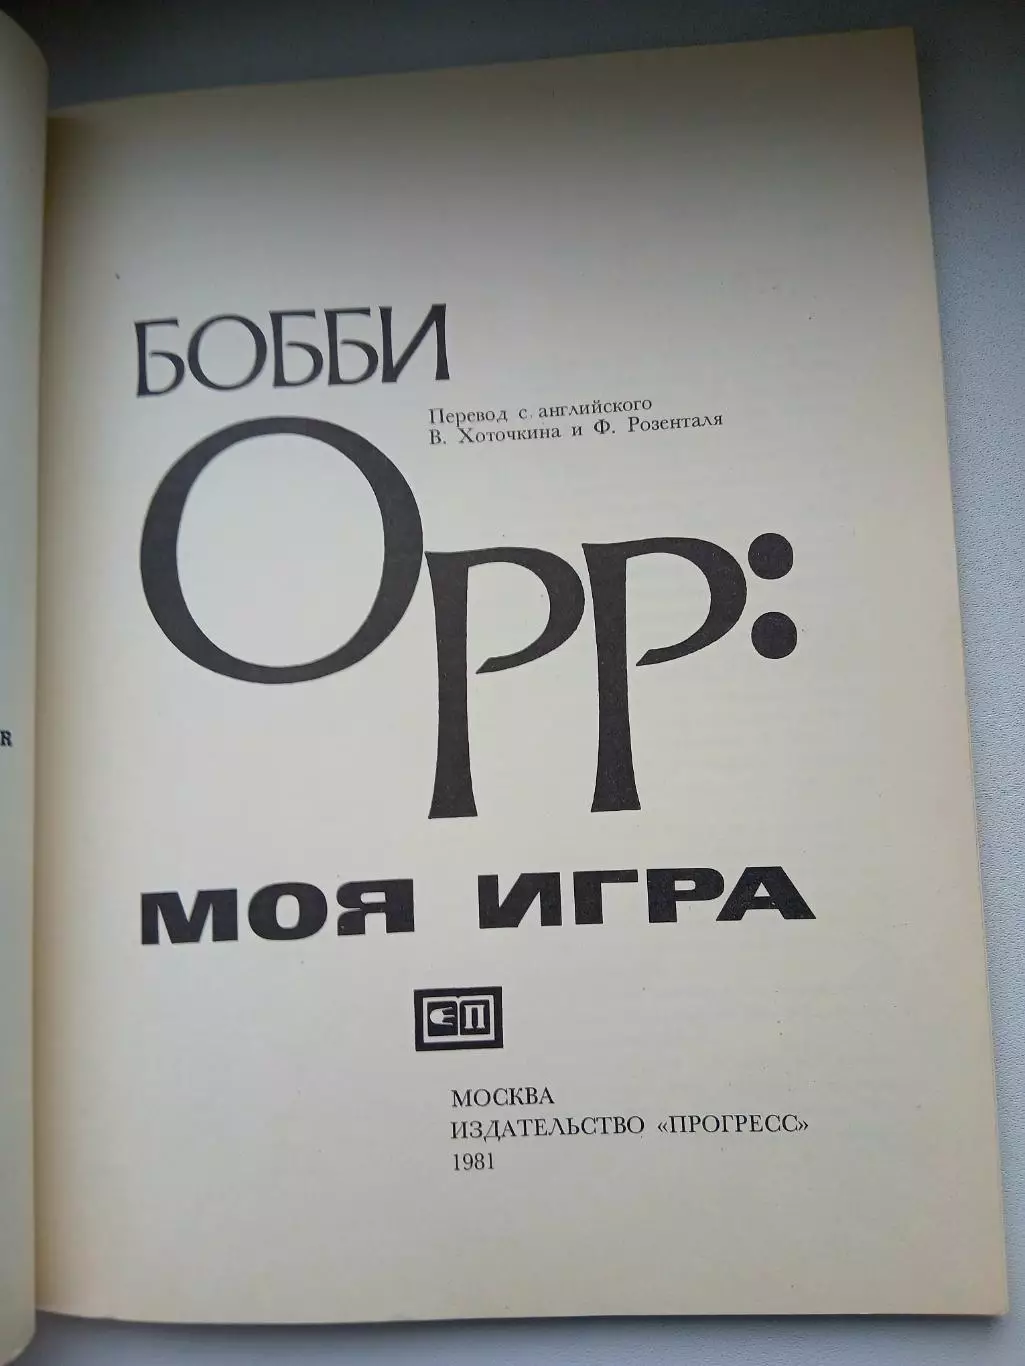 БОББИ
Перевод с английского
В. Хоточкина и Ф. Розенталя
ОРР:
МОЯ ИГРА
П
МОСКВА
ИЗДАТЕЛЬСТВО «ПРОГРЕСС»
1981
R